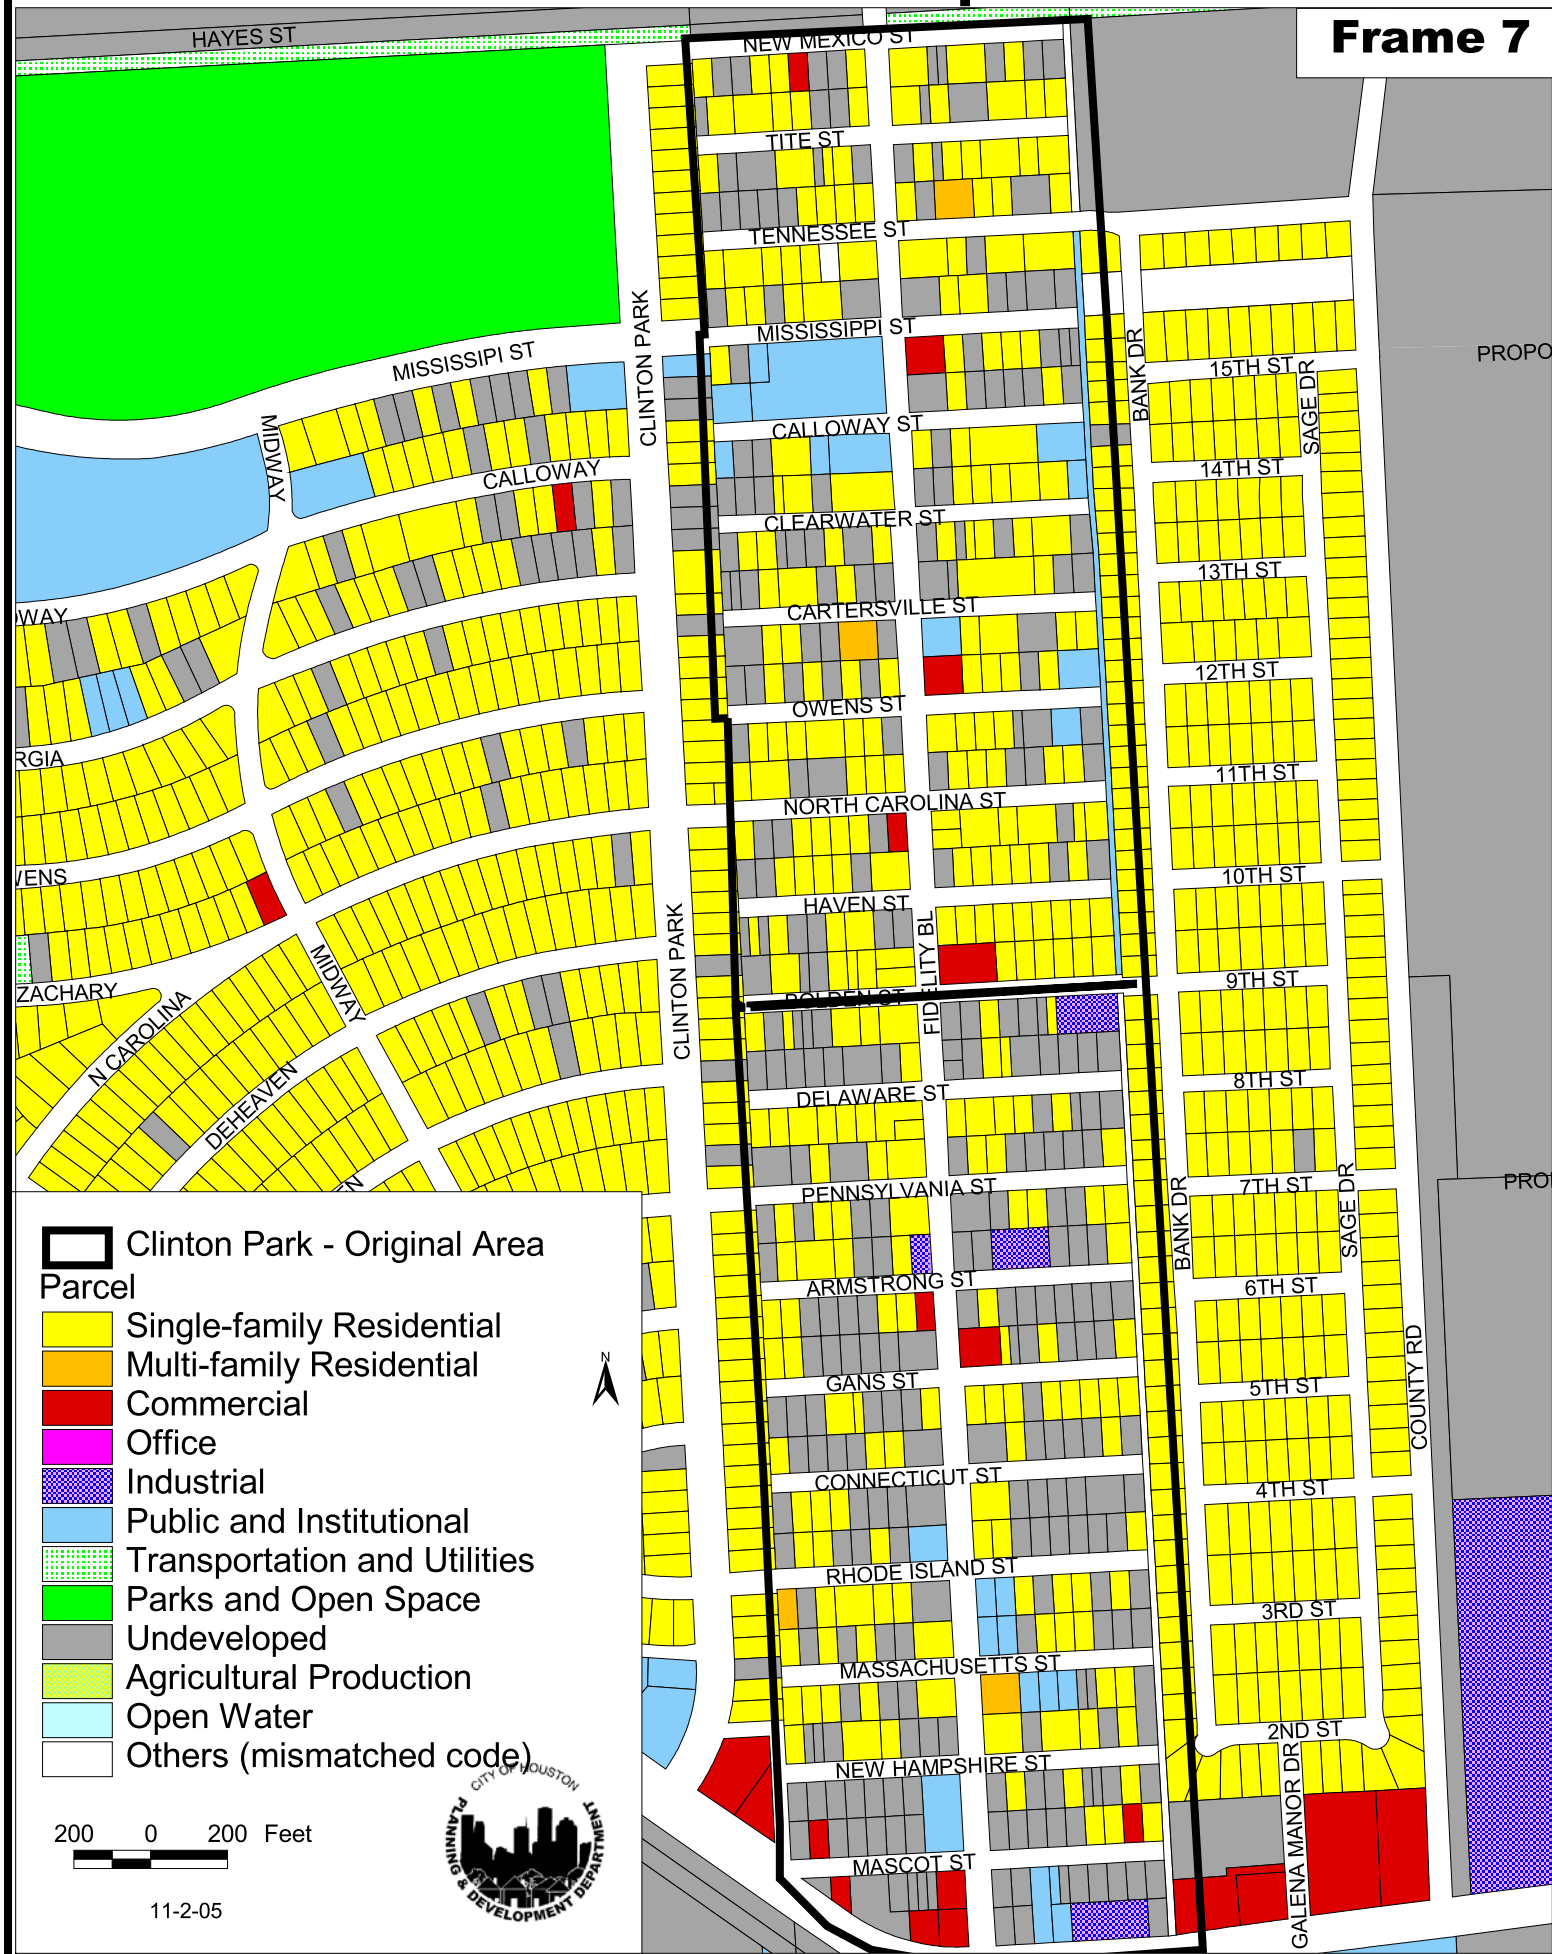 Frame 7
HAYES ST
NEW MEXICO ST
TITE ST
TENNESSEE ST
MISSISSIPPI ST
MISSISSIPI ST
CLINTON PARK
BANK DR
15TH ST
SAGE DR
PROPO
MIDWAY
CALLOWAY ST
CALLOWAY
14TH ST
CLEARWATER ST
13TH ST
WAY
CARTERSVILLE ST
12TH ST
OWENS ST
RGIA
11TH ST
NORTH CAROLINA ST
WENS
10TH ST
HAVEN ST
FIDELITY BL
CLINTON PARK
MIDWAY
ZACHARY
N CAROLINA
BOLDEN ST
9TH ST
DEHEAVEN
DELAWARE ST
8TH ST
EN
PENNSYLVANIA ST
7TH ST
PROP
BANK DR
SAGE DR
ARMSTRONG ST
6TH ST
GANS ST
5TH ST
COUNTY RD
CONNECTICUT ST
4TH ST
RHODE ISLAND ST
3RD ST
MASSACHUSETTS ST
2ND ST
NEW HAMPSHIRE ST
GALENA MANOR DR
MASCOT ST
Clinton Park - Original Area
Parcel
Single-family Residential
Multi-family Residential
Commercial
Office
Industrial
Public and Institutional
Transportation and Utilities
Parks and Open Space
Undeveloped
Agricultural Production
Open Water
Others (mismatched code)
N
200 0 200 Feet
11-2-05
CITY OF HOUSTON
PLANNING & DEVELOPMENT DEPARTMENT